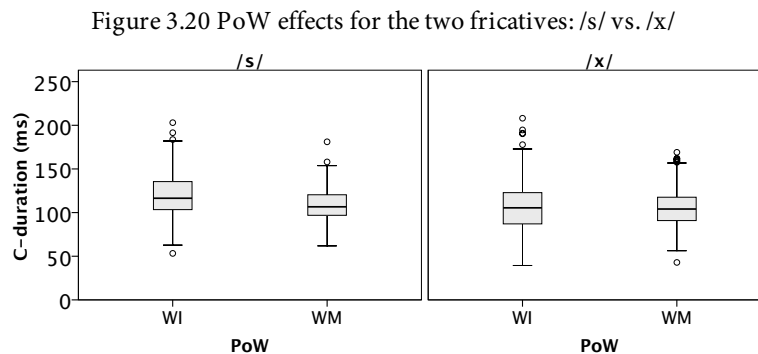 Figure 3.20 PoW effects for the two fricatives: /s/ vs. /x/
/s/ /x/
C-duration (ms)
250
200
150
100
50
0
WI WM WI WM
PoW PoW